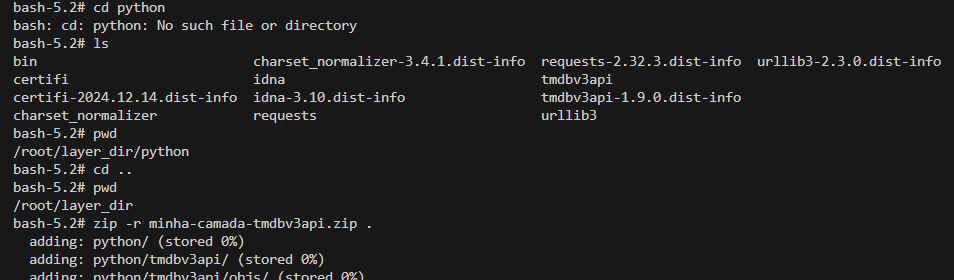 bash-5.2# cd python
bash: cd: python: No such file or directory
bash-5.2# ls
bin charset_normalizer-3.4.1.dist-info requests-2.32.3.dist-info urllib3-2.3.0.dist-info
certifi idna tmdbv3api
certifi-2024.12.14.dist-info idna-3.10.dist-info tmdbv3api-1.9.0.dist-info
charset_normalizer requests urllib3
bash-5.2# pwd
/root/layer_dir/python
bash-5.2# cd ..
bash-5.2# pwd
/root/layer_dir
bash-5.2# zip -r minha-camada-tmdbv3api.zip .
adding: python/ (stored 0%)
adding: python/tmdbv3api/ (stored 0%)
adding: python/tmdbv3api/objs/ (stored 0%)